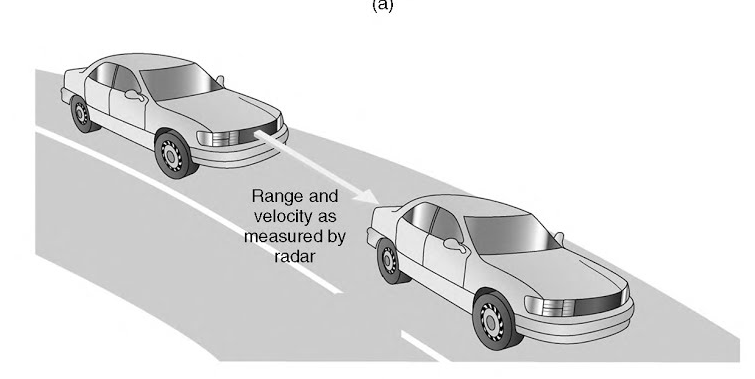 (a)
Range and
velocity as
measured by
radar